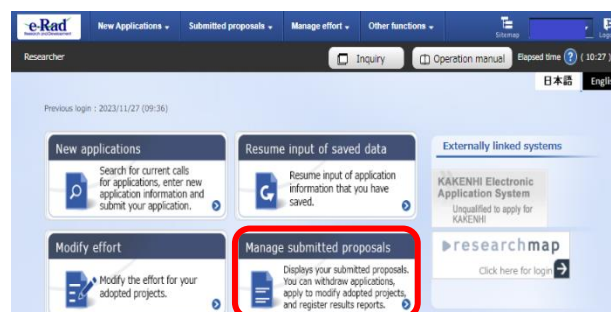 e-Rad
New Applications
Submitted proposals
Manage effort
Other functions
Sitemap
Researcher
Inquiry
Operation manual
Elapsed time ? ( 10:27 )
日本語
Previous login : 2023/11/27 (09:36)
New applications
Search for current calls
for applications, enter new
application information and
submit your application.
Resume input of saved data
Resume input of application
information that you have
saved.
Externally linked systems
KAKENHI Electronic
Application System
Unqualified to apply for
KAKENHI
Modify effort
Modify the effort for your
adopted projects.
Manage submitted proposals
Displays your submitted proposals.
You can withdraw applications,
apply to modify adopted projects,
and register results reports.
researchmap
Click here for login